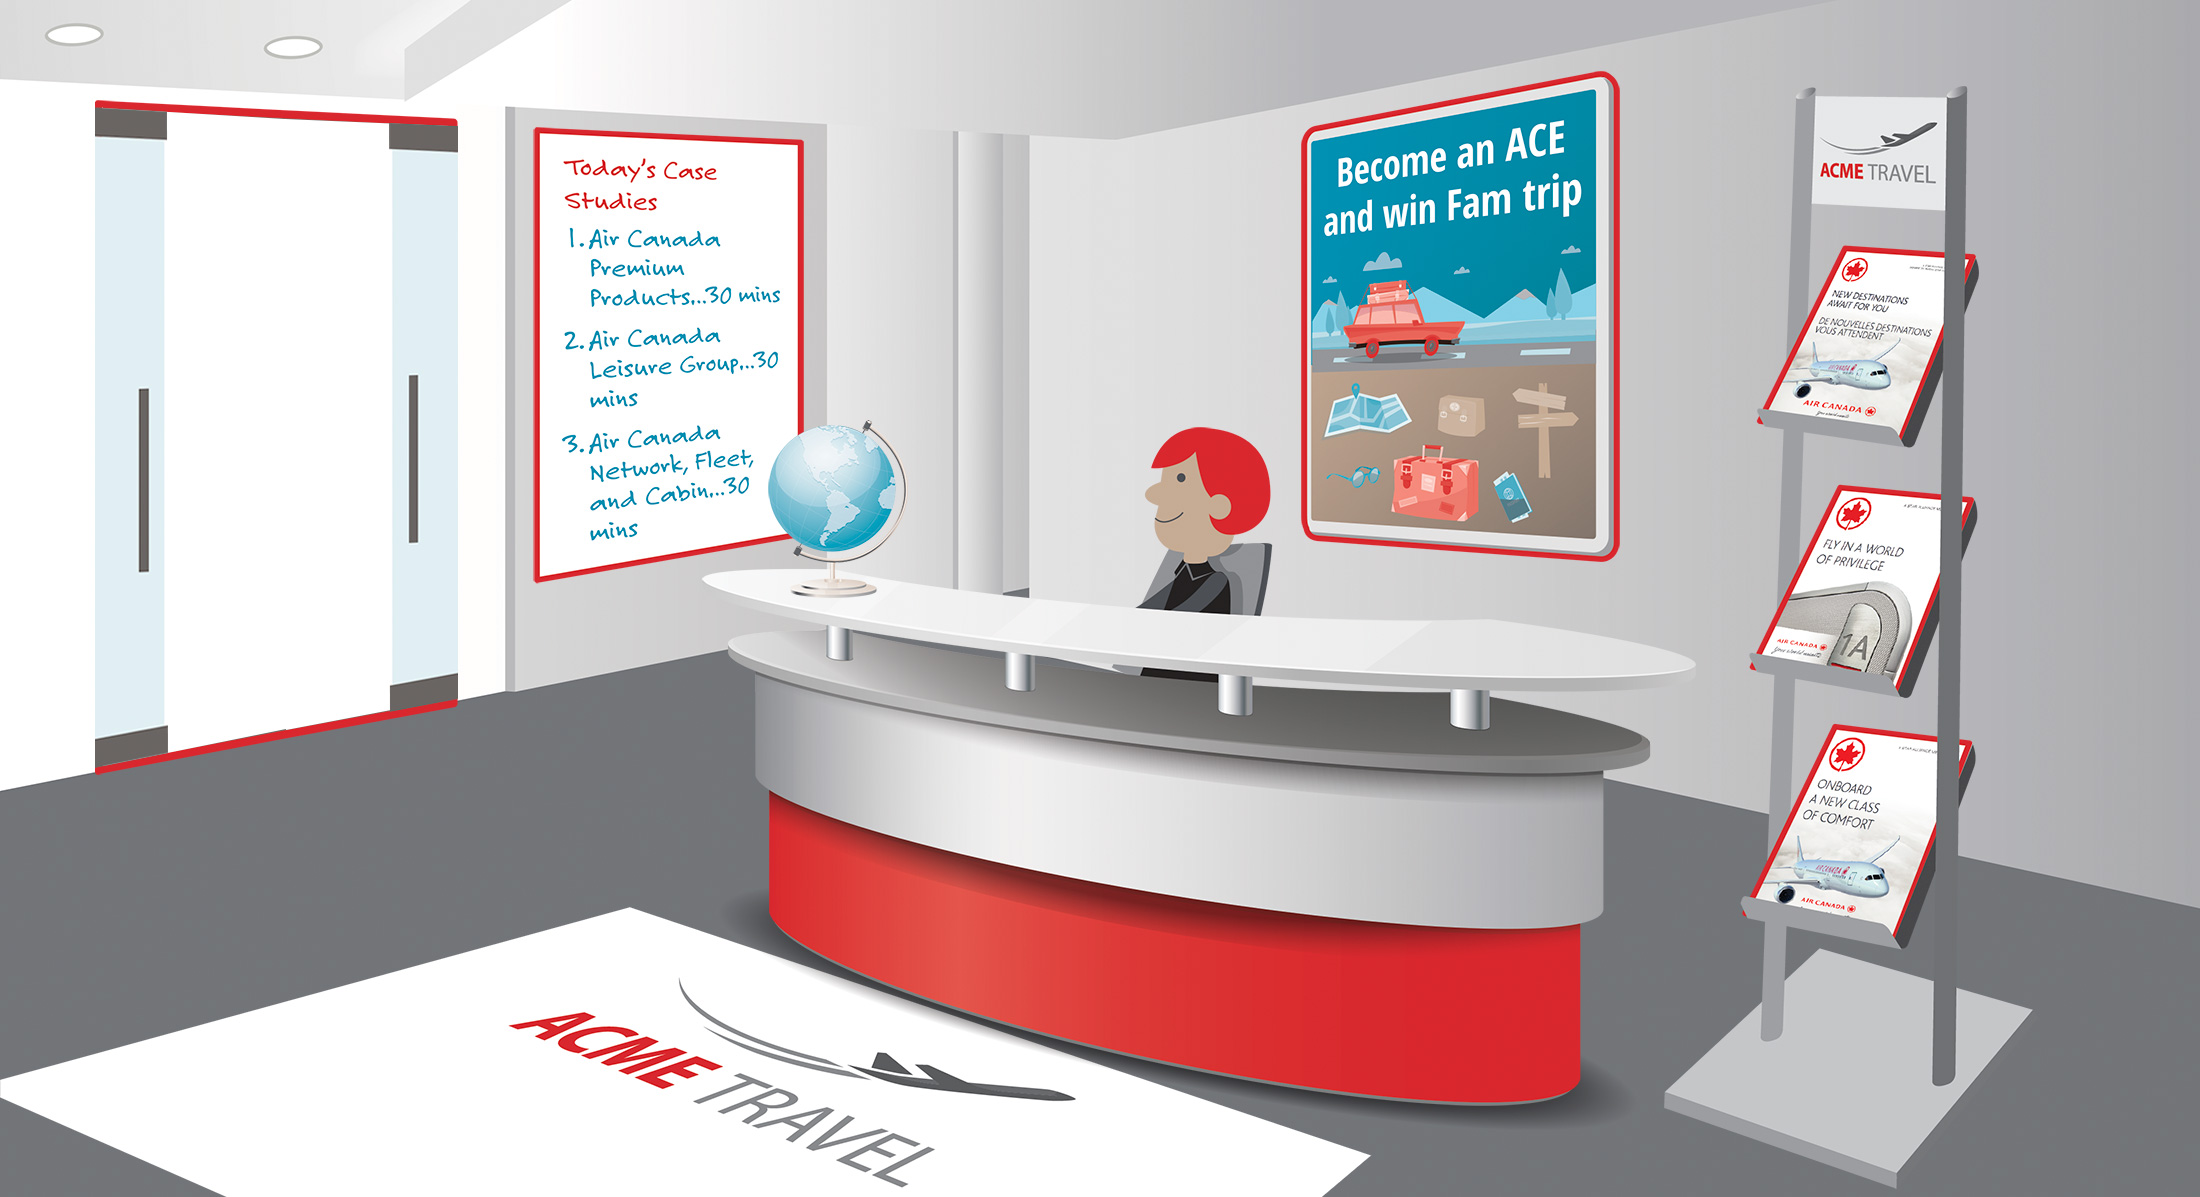 Today's Case
Studies
1. Air Canada
Premium
Products...30 mins
2. Air Canada
Leisure Group...30
mins
3. Air Canada
Network, Fleet,
and Cabin...30
mins
Become an ACE
and win Fam trip
ACME TRAVEL
NEW DESTINATIONS
AWAIT FOR YOU
DE NOUVELLES DESTINATIONS
VOUS ATTENDENT
AIR CANADA
FLY IN A WORLD
OF PRIVILEGE
1A
AIR CANADA
ONBOARD
A NEW CLASS
OF COMFORT
AIR CANADA
AIR CANADA
ACME TRAVEL